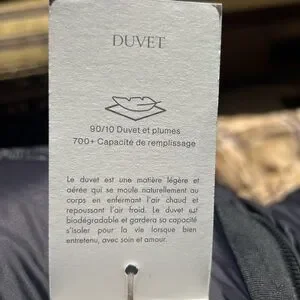 DUVET
90/10 Duvet et plumes
700+ Capacité de remplissage
Le duvet est une matière légère et
aérée qui se moule naturellement au
corps en enfermant l'air chaud et
repoussant l'air froid. Le duvet est
biodégradable et gardera sa capacité
d'isoler pour la vie lorsque bien
entretenu, avec soin et amour.